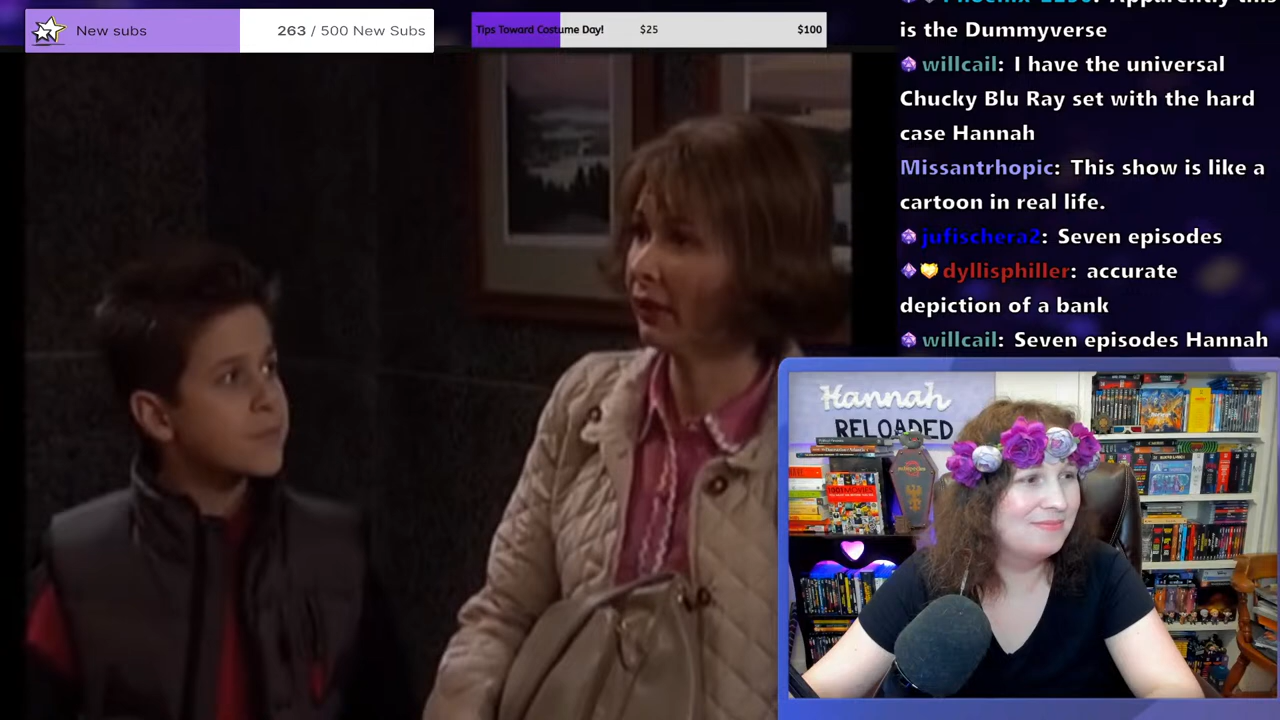 New subs
263 / 500 New Subs
Tips Toward Costume Day!
$25
$100
is the Dummyverse
willcail: I have the universal
Chucky Blu Ray set with the hard
case Hannah
Missantrhopic: This show is like a
cartoon in real life.
jufischera2: Seven episodes
dyllisphiller: accurate
depiction of a bank
willcail: Seven episodes Hannah
Hannah
RELOADED